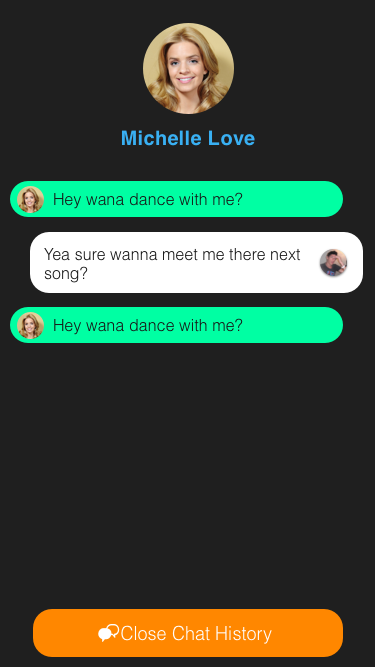 Michelle Love
Hey wana dance with me?
Yea sure wanna meet me there next
song?
Hey wana dance with me?
Close Chat History